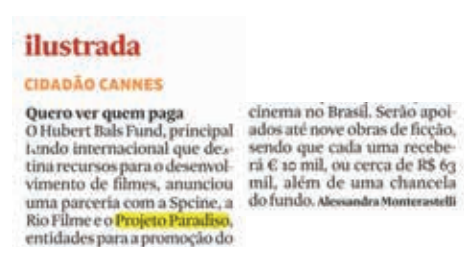 ilustrada
CIDADÃO CANNES
Quero ver quem paga
O Hubert Bals Fund, principal
fundo internacional que des-
tina recursos para o desenvol-
vimento de filmes, anunciou
uma parceria com a Spcine, a
Rio Filme e o Projeto Paradiso,
entidades para a promoção do
cinema no Brasil. Serão apoi-
ados até nove obras de ficção,
sendo que cada uma recebe-
rá € 10 mil, ou cerca de R$ 63
mil, além de uma chancela
do fundo. Alessandra Monterastelli